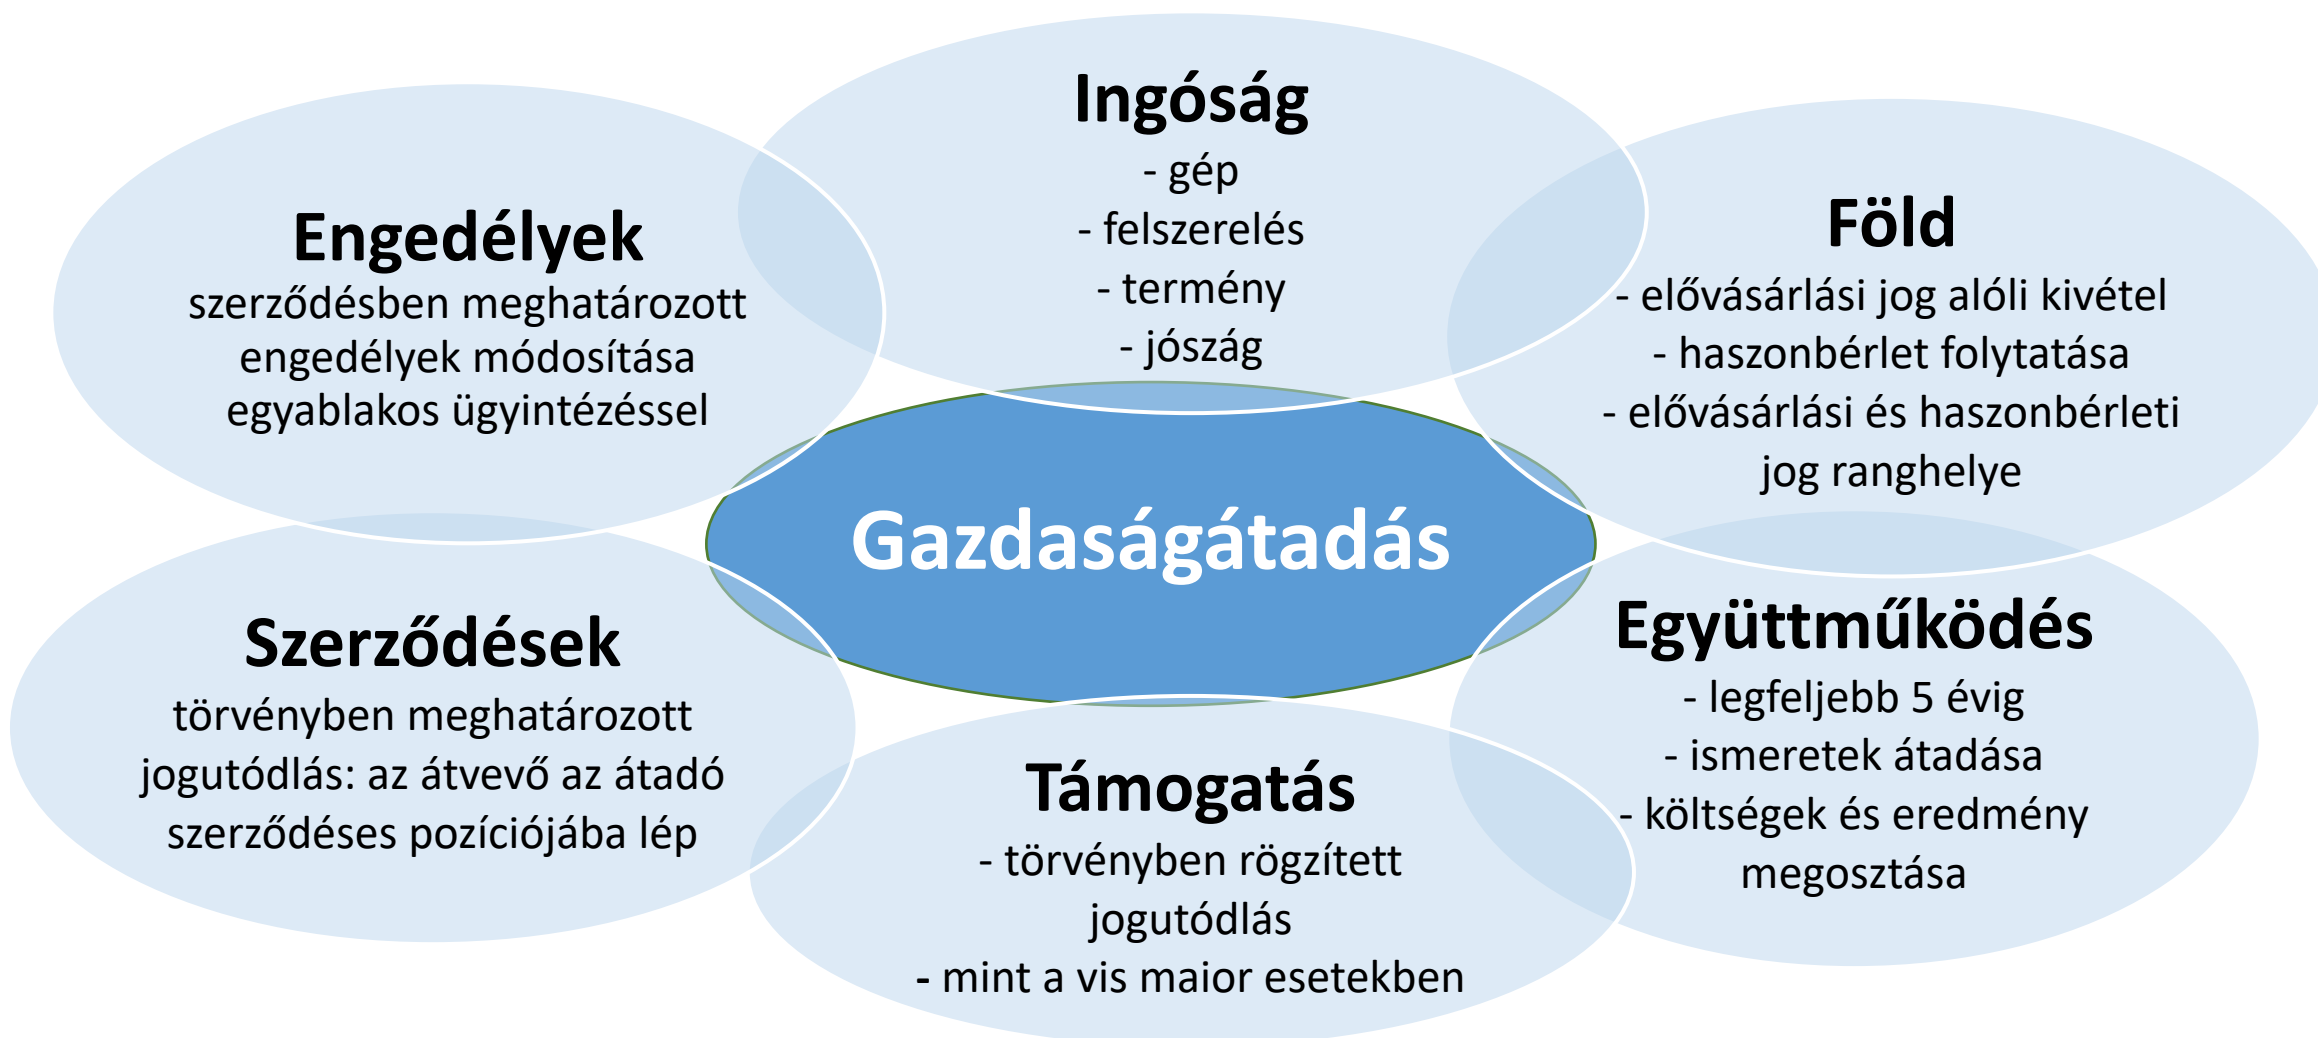 Ingóság
- gép
- felszerelés
- termény
- jószág
Engedélyek
szerződésben meghatározott
engedélyek módosítása
egyablakos ügyintézéssel
Föld
- elővásárlási jog alóli kivétel
- haszonbérlet folytatása
- elővásárlási és haszonbérleti
jog ranghelye
Gazdaságátadás
Szerződések
törvényben meghatározott
jogutódlás: az átvevő az átadó
szerződéses pozíciójába lép
Együttműködés
- legfeljebb 5 évig
- ismeretek átadása
- költségek és eredmény
megosztása
Támogatás
- törvényben rögzített
jogutódlás
- mint a vis maior esetekben